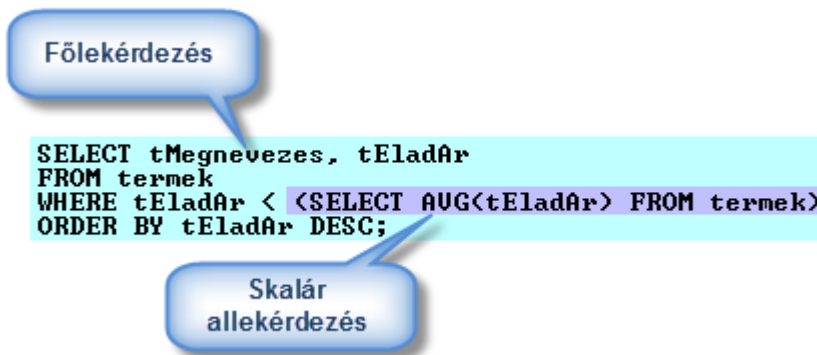 Főlekérdezés
SELECT tMegnevezes, tEladAr
FROM termek
WHERE tEladAr < (SELECT AVG(tEladAr) FROM termek)
ORDER BY tEladAr DESC;
Skalár
allekérdezés